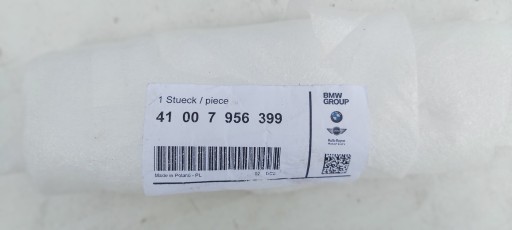 1 Stueck / piece
41 00 7 956 399
Made in Poland - PL
BMW
GROUP